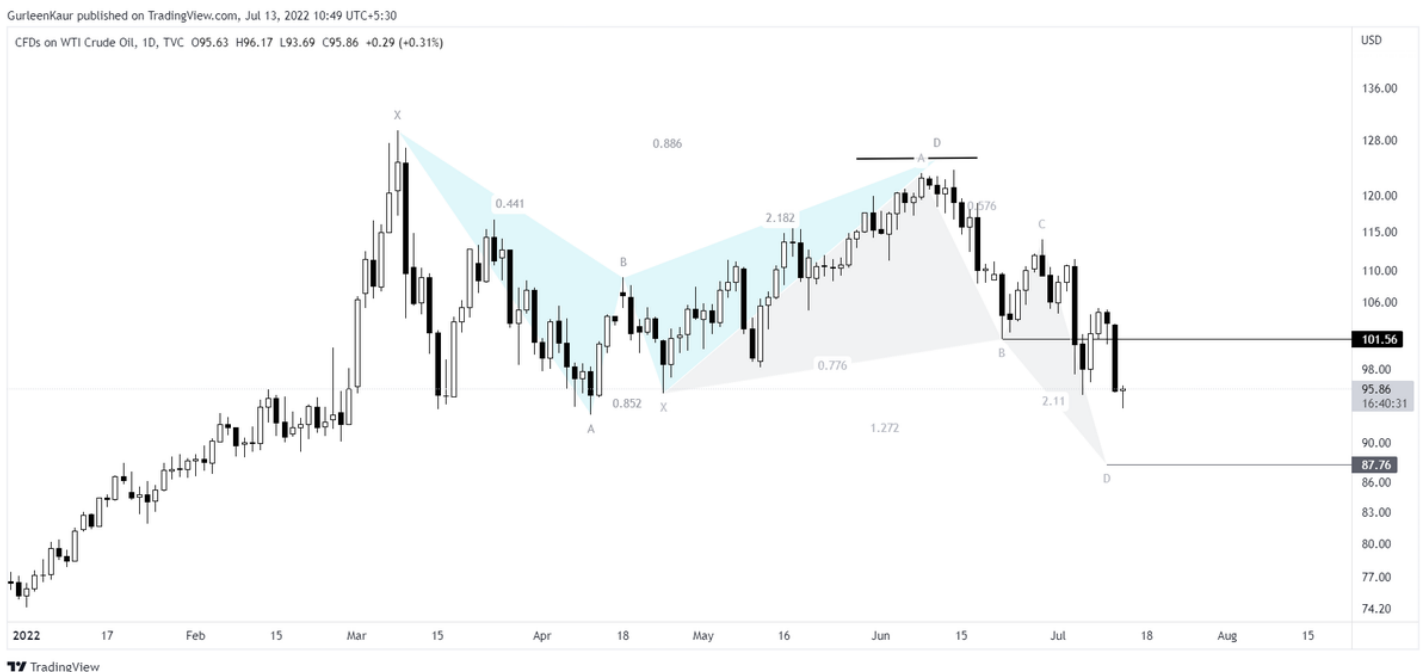 GurleenKaur published on TradingView.com, Jul 13, 2022 10:49 UTC+5:30
CFDs on WTI Crude Oil, 1D, TVC O95.63 H96.17 L93.69 C95.86 +0.29 (+0.31%)
USD
136.00
X
128.00
0.886
D
A
120.00
0.441
0.576
2.182
C
115.00
B
110.00
106.00
101.56
B
98.00
0.776
95.86
16:40:31
0.852
X
2.11
A
1.272
90.00
87.76
D
86.00
83.00
80.00
77.00
74.20
2022 17 Feb 15 Mar 15 Apr 18 May 16 Jun 15 Jul 18 Aug 15
TradingView